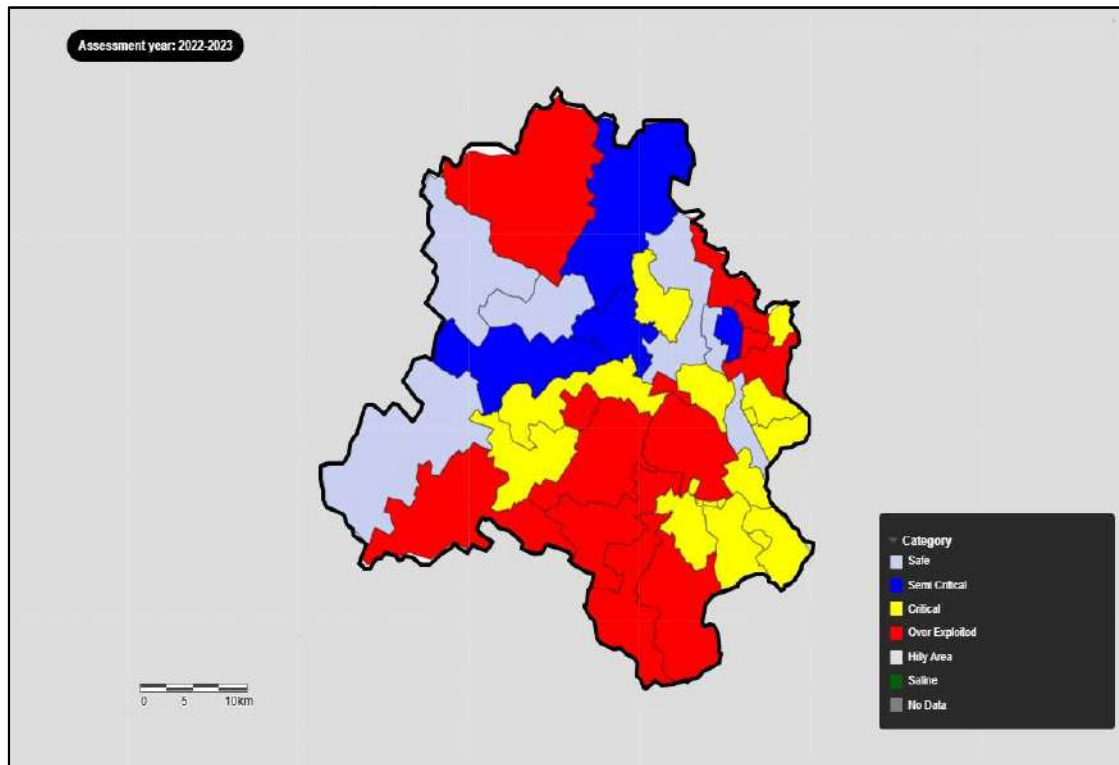 Assessment year: 2022-2023
Category
Safe
Semi Critical
Critical
Over Exploited
Hilly Area
Saline
No Data
0 5 10km